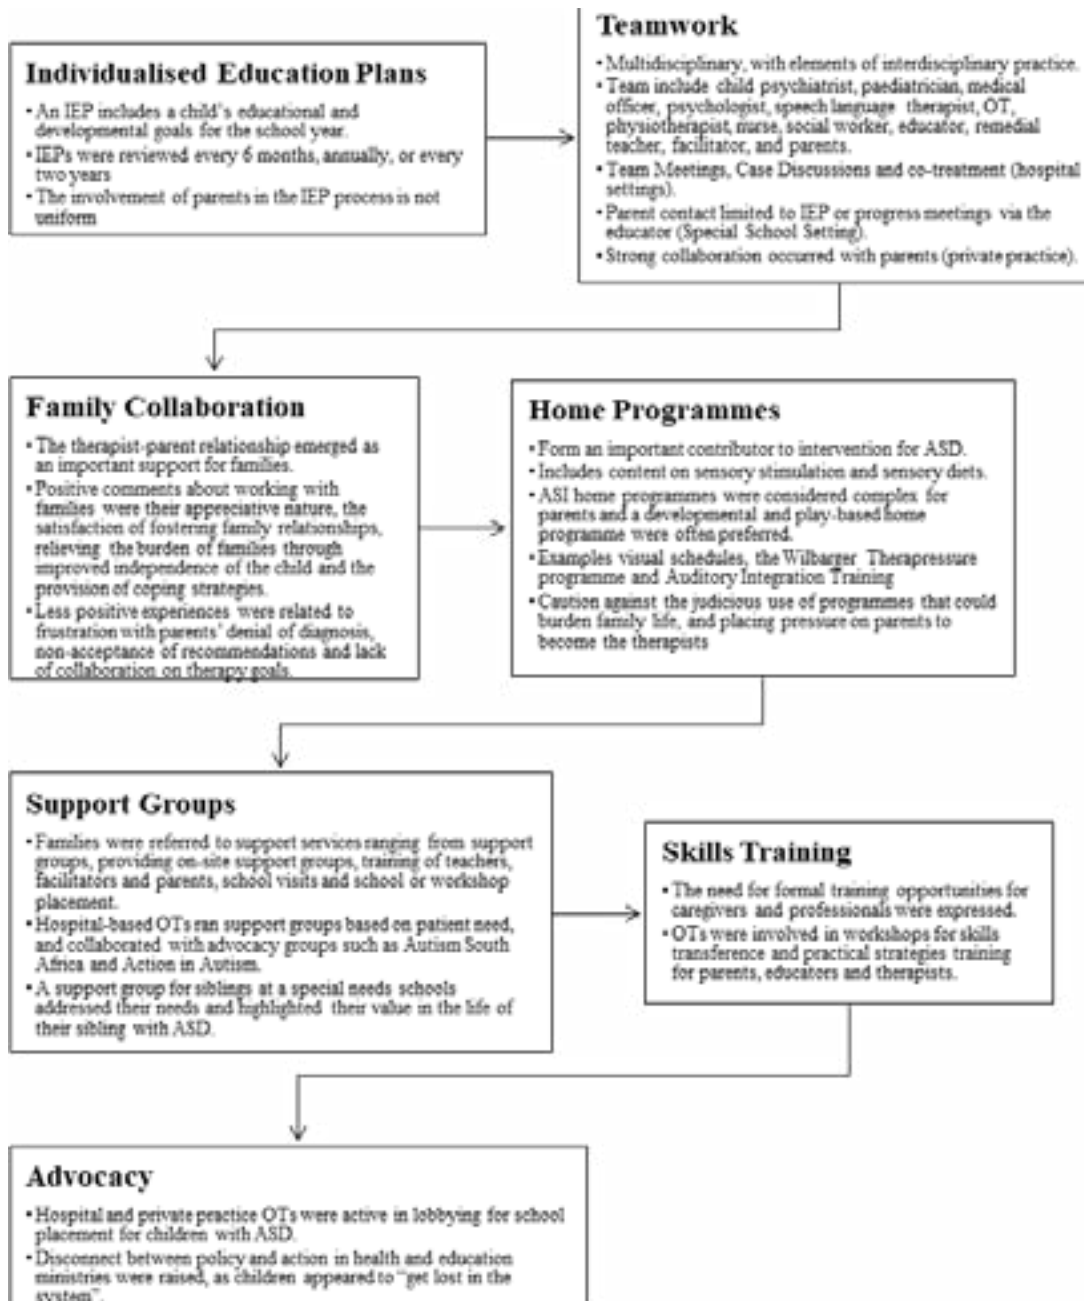 Individualised Education Plans
• An IEP includes a child's educational and
developmental goals for the school year.
• IEPs were reviewed every 6 months, annually, or every
two years
• The involvement of parents in the IEP process is not
uniform
Teamwork
• Multidisciplinary, with elements of interdisciplinary practice.
• Team include child psychiatrist, paediatrician, medical
officer, psychologist, speech language therapist, OT,
physiotherapist, nurse, social worker, educator, remedial
teacher, facilitator, and parents.
• Team Meetings, Case Discussions and co-treatment (hospital
settings).
• Parent contact limited to IEP or progress meetings via the
educator (Special School Setting).
• Strong collaboration occurred with parents (private practice).
Family Collaboration
• The therapist-parent relationship emerged as
an important support for families.
• Positive comments about working with
families were their appreciative nature, the
satisfaction of fostering family relationships,
relieving the burden of families through
improved independence of the child and the
provision of coping strategies.
• Less positive experiences were related to
frustration with parents' denial of diagnosis,
non-acceptance of recommendations and lack
of collaboration on therapy goals.
Home Programmes
• Form an important contributor to intervention for ASD.
• Includes content on sensory stimulation and sensory diets.
• ASI home programmes were considered complex for
parents and a developmental and play-based home
programme were often preferred.
• Examples visual schedules, the Wilbarger Therapressure
programme and Auditory Integration Training
• Caution against the judicious use of programmes that could
burden family life, and placing pressure on parents to
become the therapists
Support Groups
• Families were referred to support services ranging from support
groups, providing on-site support groups, training of teachers,
facilitators and parents, school visits and school or workshop
placement.
• Hospital-based OTs ran support groups based on patient need,
and collaborated with advocacy groups such as Autism South
Africa and Action in Autism.
• A support group for siblings at a special needs schools
addressed their needs and highlighted their value in the life of
their sibling with ASD.
Skills Training
• The need for formal training opportunities for
caregivers and professionals were expressed.
• OTs were involved in workshops for skills
transference and practical strategies training
for parents, educators and therapists.
Advocacy
• Hospital and private practice OTs were active in lobbying for school
placement for children with ASD.
• Disconnect between policy and action in health and education
ministries were raised, as children appeared to "get lost in the
system".